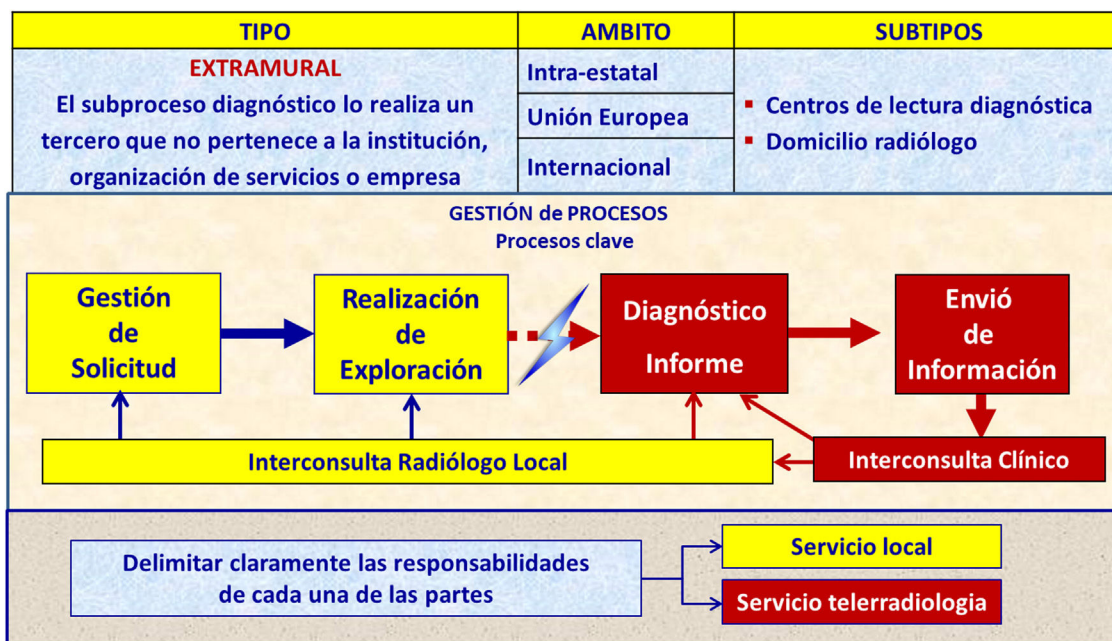 TIPO
AMBITO
SUBTIPOS
EXTRAMURAL
El subproceso diagnóstico lo realiza un
tercero que no pertenece a la institución,
organización de servicios o empresa
Intra-estatal
Unión Europea
Internacional
▪ Centros de lectura diagnóstica
▪ Domicilio radiólogo
GESTIÓN de PROCESOS
Procesos clave
Gestión
de
Solicitud
Realización
de
Exploración
Diagnóstico
Informe
Envió
de
Información
Interconsulta Radiólogo Local
Interconsulta Clínico
Delimitar claramente las responsabilidades
de cada una de las partes
Servicio local
Servicio telerradiologia